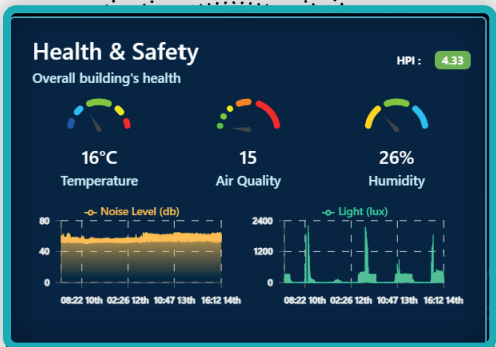 Health & Safety
HPI : 4.33
Overall building's health
16°C 15 26%
Temperature Air Quality Humidity
Noise Level (db) Light (lux)
80 2400
40 1200
0 0
08:22 10th 02:26 12th 10:47 13th 16:12 14th 08:22 10th 02:26 12th 10:47 13th 16:12 14th